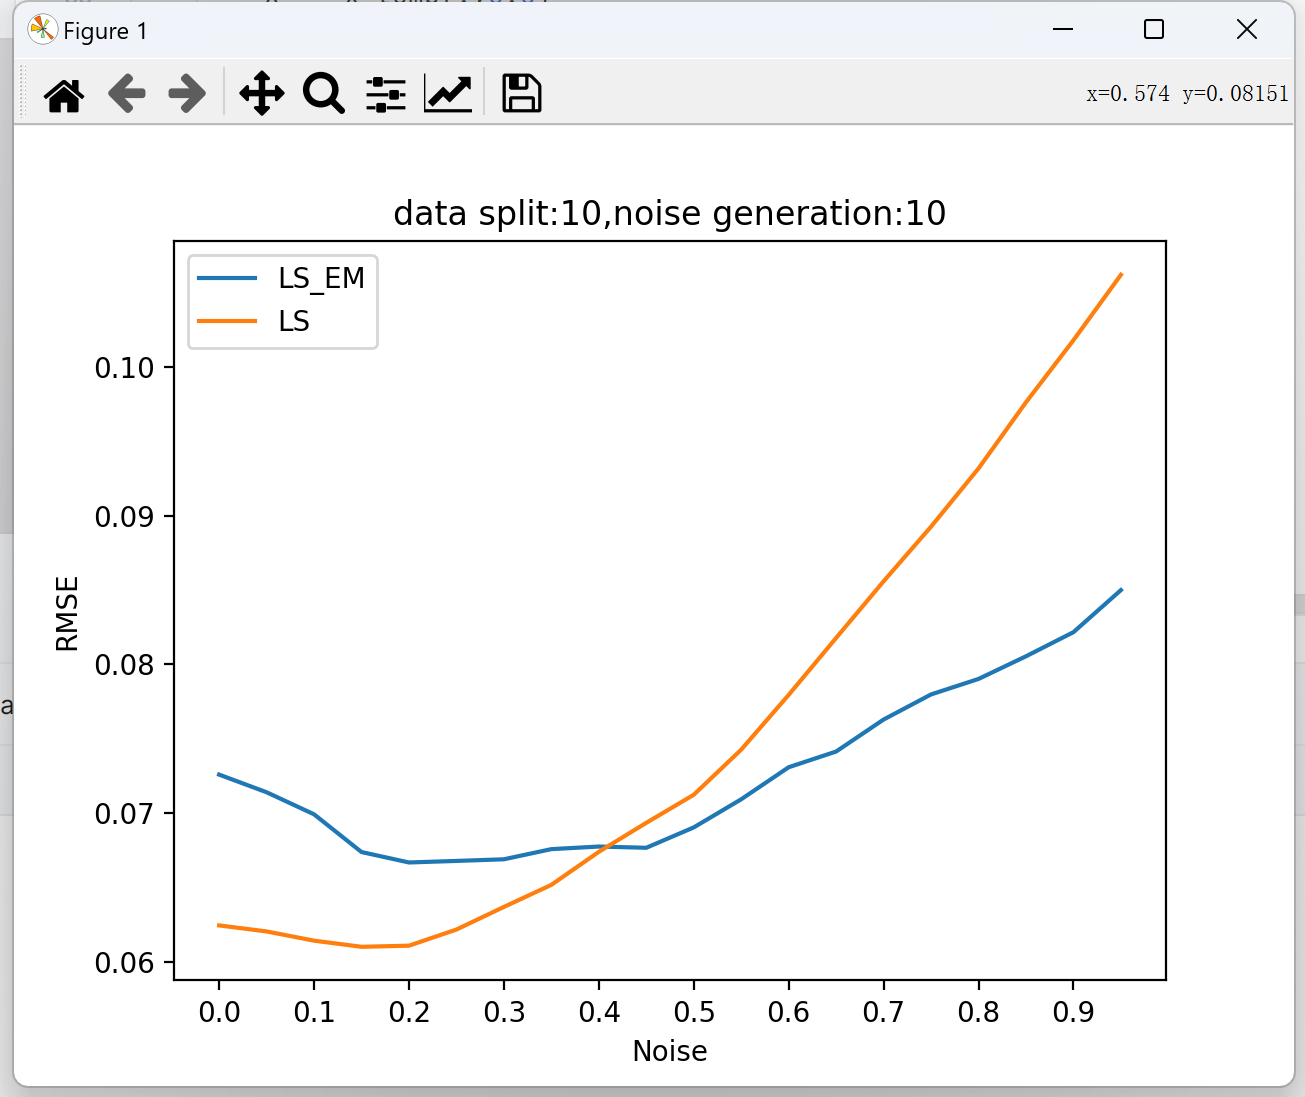 Figure 1
x=0.574 y=0.08151
data split:10,noise generation:10
LS_EM
LS
0.10
0.09
0.08
0.07
0.06
RMSE
0.0 0.1 0.2 0.3 0.4 0.5 0.6 0.7 0.8 0.9
Noise
a